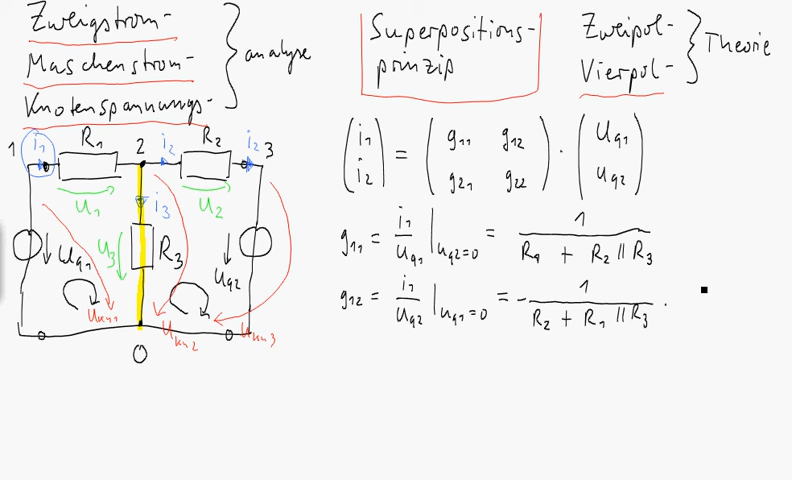 Zweigstrom-
Maschenstrom-
Knotenspannungs-
analyse
Superpositions-
prinzip
Zweipol-
Vierpol-
Theorie
1 i₁ R₁ 2 i₂ R₂ i₂ 3
U₁ i₃ U₂
U₃ R₃
Uq1 Uq2
Ukn1 Ukn2 Ukn3
0
(i₁ i₂) = (g₁₁ g₁₂ g₂₁ g₂₂) · (Uq1 Uq2)
g₁₁ = i₁/Uq1 |uq2=0 = 1/(R₁ + R₂ || R₃)
g₁₂ = i₁/Uq2 |uq1=0 = - 1/(R₂ + R₁ || R₃) .